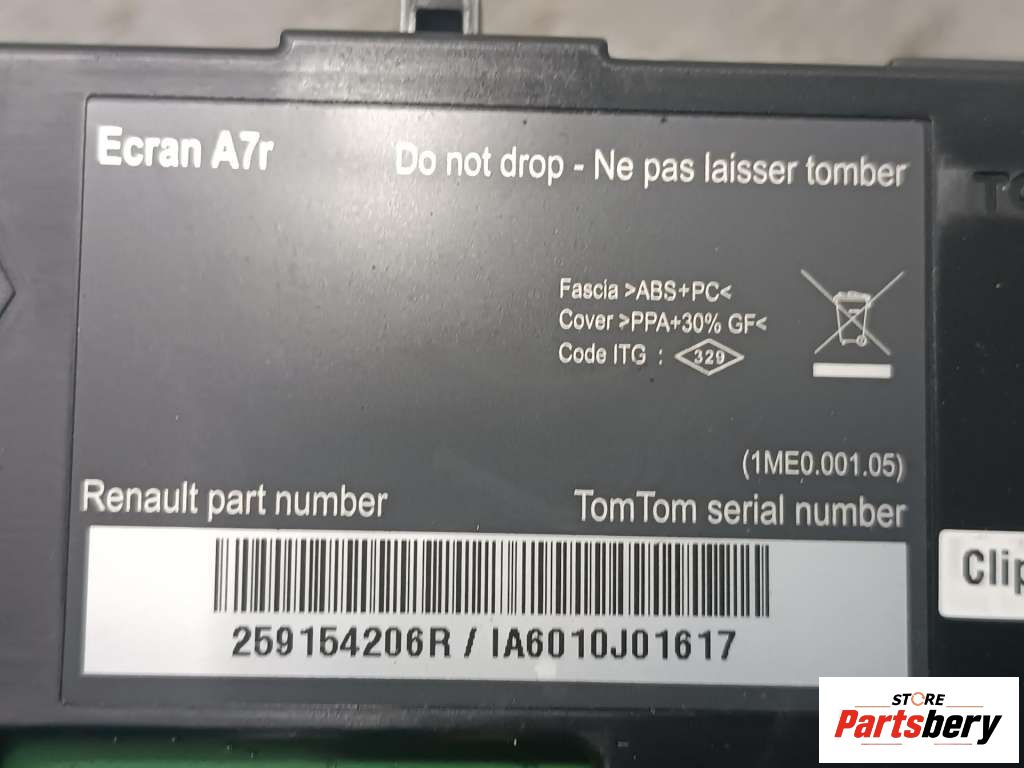 Ecran A7r
Do not drop - Ne pas laisser tomber
Fascia >ABS+PC<
Cover >PPA+30% GF<
Code ITG : 329
(1ME0.001.05)
Renault part number
TomTom serial number
259154206R / IA6010J01617
Clip
STORE
Partsbery